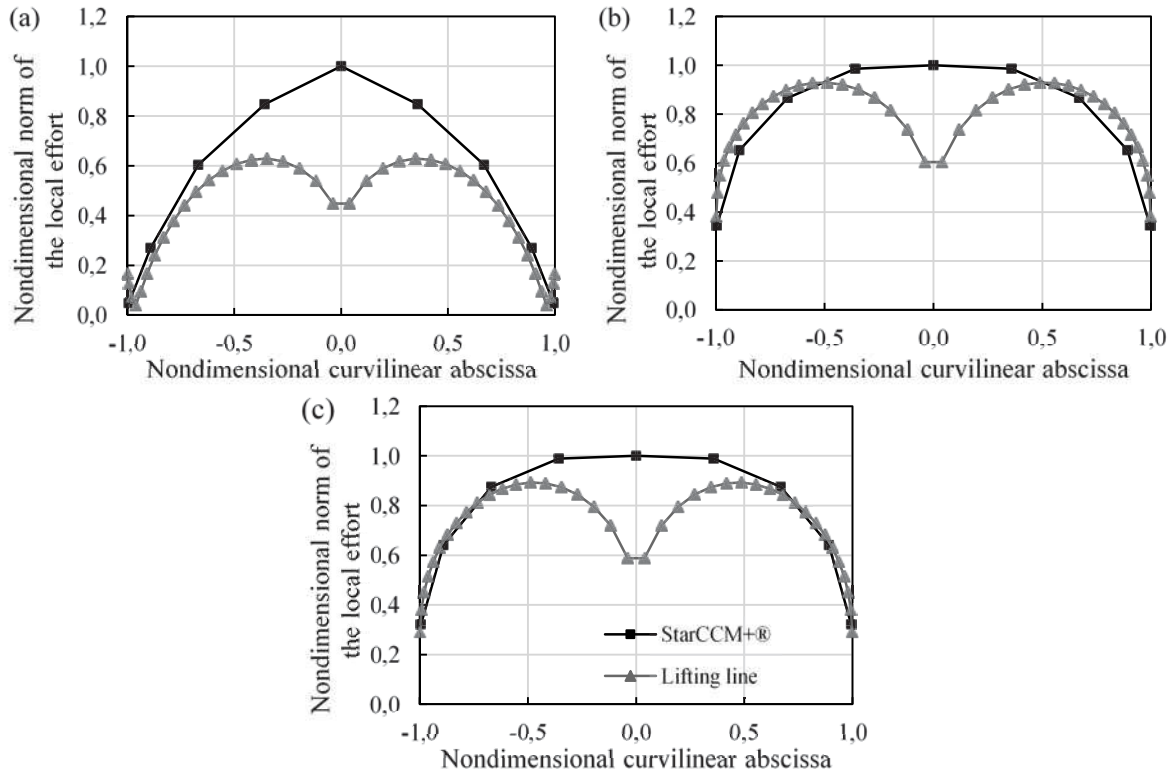 (a)
Nondimensional norm of
the local effort
1,2
1,0
0,8
0,6
0,4
0,2
0,0
-1,0 -0,5 0,0 0,5 1,0
Nondimensional curvilinear abscissa
(b)
Nondimensional norm of
the local effort
1,2
1,0
0,8
0,6
0,4
0,2
0,0
-1,0 -0,5 0,0 0,5 1,0
Nondimensional curvilinear abscissa
(c)
Nondimensional norm of
the local effort
1,2
1,0
0,8
0,6
0,4
0,2
0,0
StarCCM+®
Lifting line
-1,0 -0,5 0,0 0,5 1,0
Nondimensional curvilinear abscissa